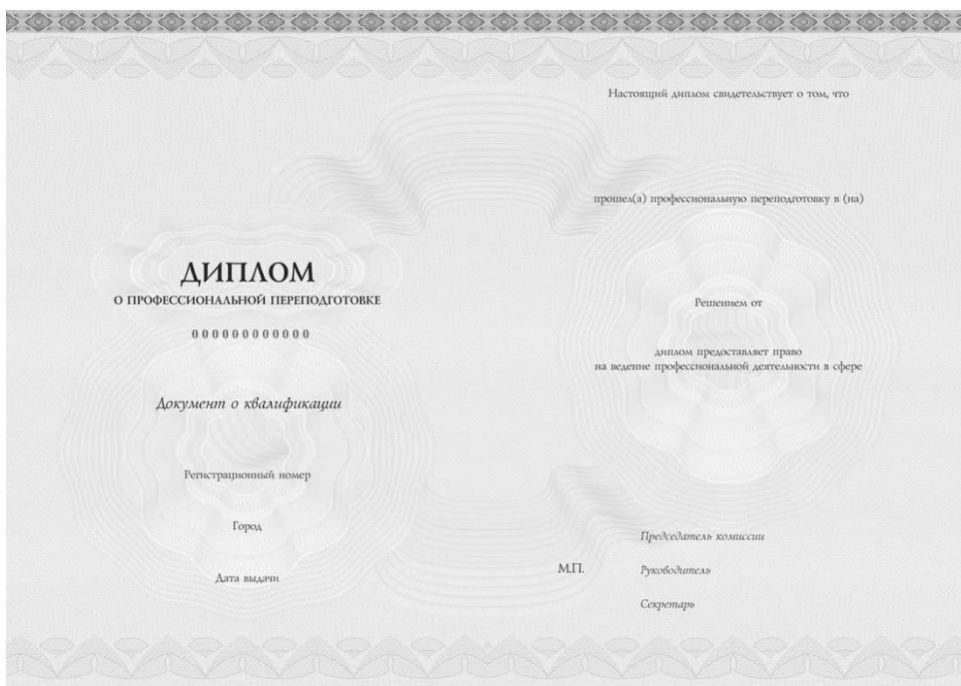 ДИПЛОМ
О ПРОФЕССИОНАЛЬНОЙ ПЕРЕПОДГОТОВКЕ
000000000000
Документ о квалификации
Регистрационный номер
Город
Дата выдачи
Настоящий диплом свидетельствует о том, что
прошел(а) профессиональную переподготовку в (на)
Решением от
диплом предоставляет право
на ведение профессиональной деятельности в сфере
Председатель комиссии
М.П.
Руководитель
Секретарь